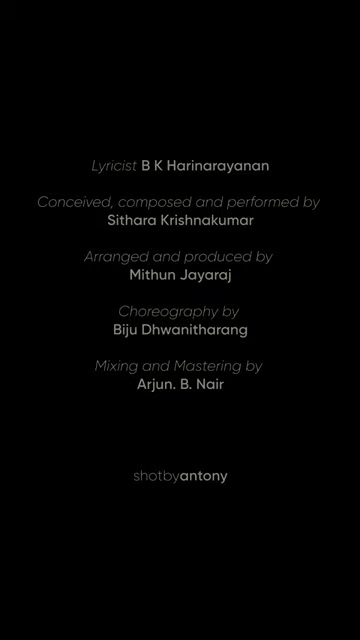 Lyricist B K Harinarayanan
Conceived, composed and performed by
Sithara Krishnakumar
Arranged and produced by
Mithun Jayaraj
Choreography by
Biju Dhwanitharang
Mixing and Mastering by
Arjun. B. Nair
shotbyantony